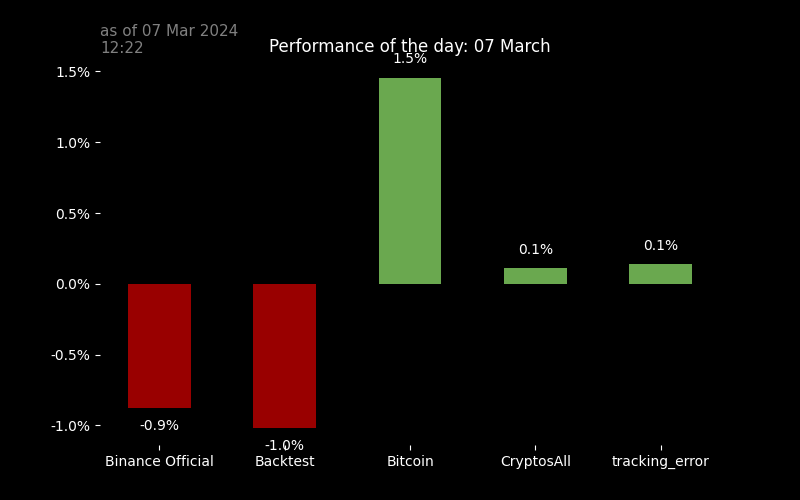 as of 07 Mar 2024
12:22
Performance of the day: 07 March
1.5%
1.5%
1.0%
0.5%
0.1%
0.1%
0.0%
-0.5%
-1.0%
-0.9%
-1.0%
Binance Official
Backtest
Bitcoin
CryptosAll
tracking_error